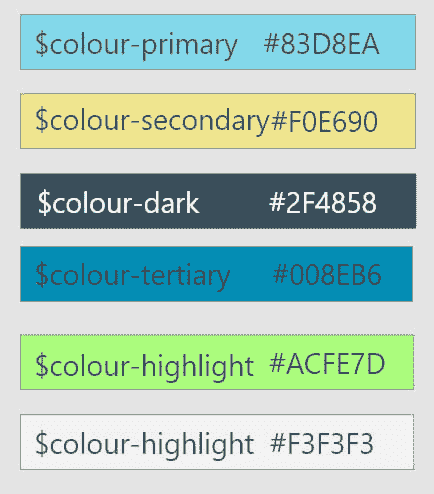 $colour-primary #83D8EA
$colour-secondary #F0E690
$colour-dark #2F4858
$colour-tertiary #008EB6
$colour-highlight #ACFE7D
$colour-highlight #F3F3F3